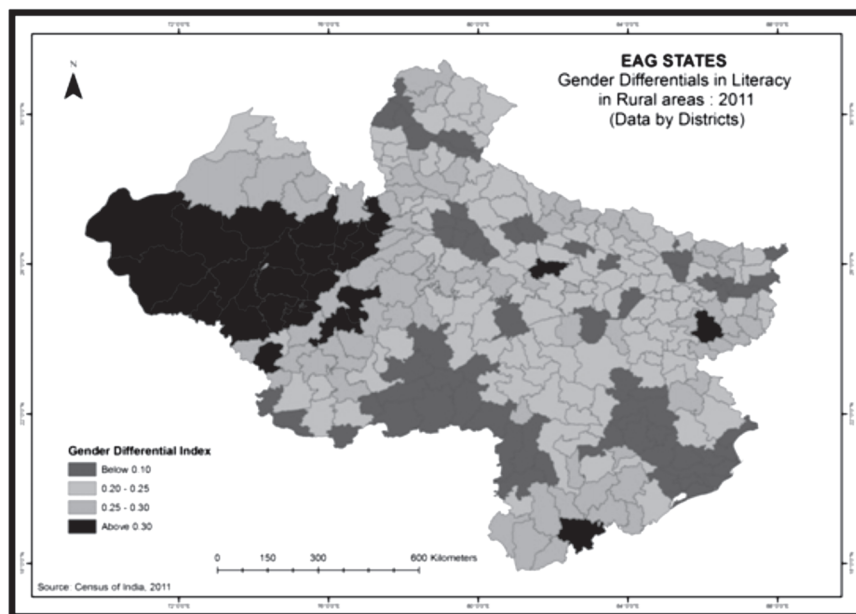 EAG STATES
Gender Differentials in Literacy
in Rural areas : 2011
(Data by Districts)
N
Gender Differential Index
Below 0.10
0.20 - 0.25
0.25 - 0.30
Above 0.30
0 150 300 600 Kilometers
Source: Census of India, 2011